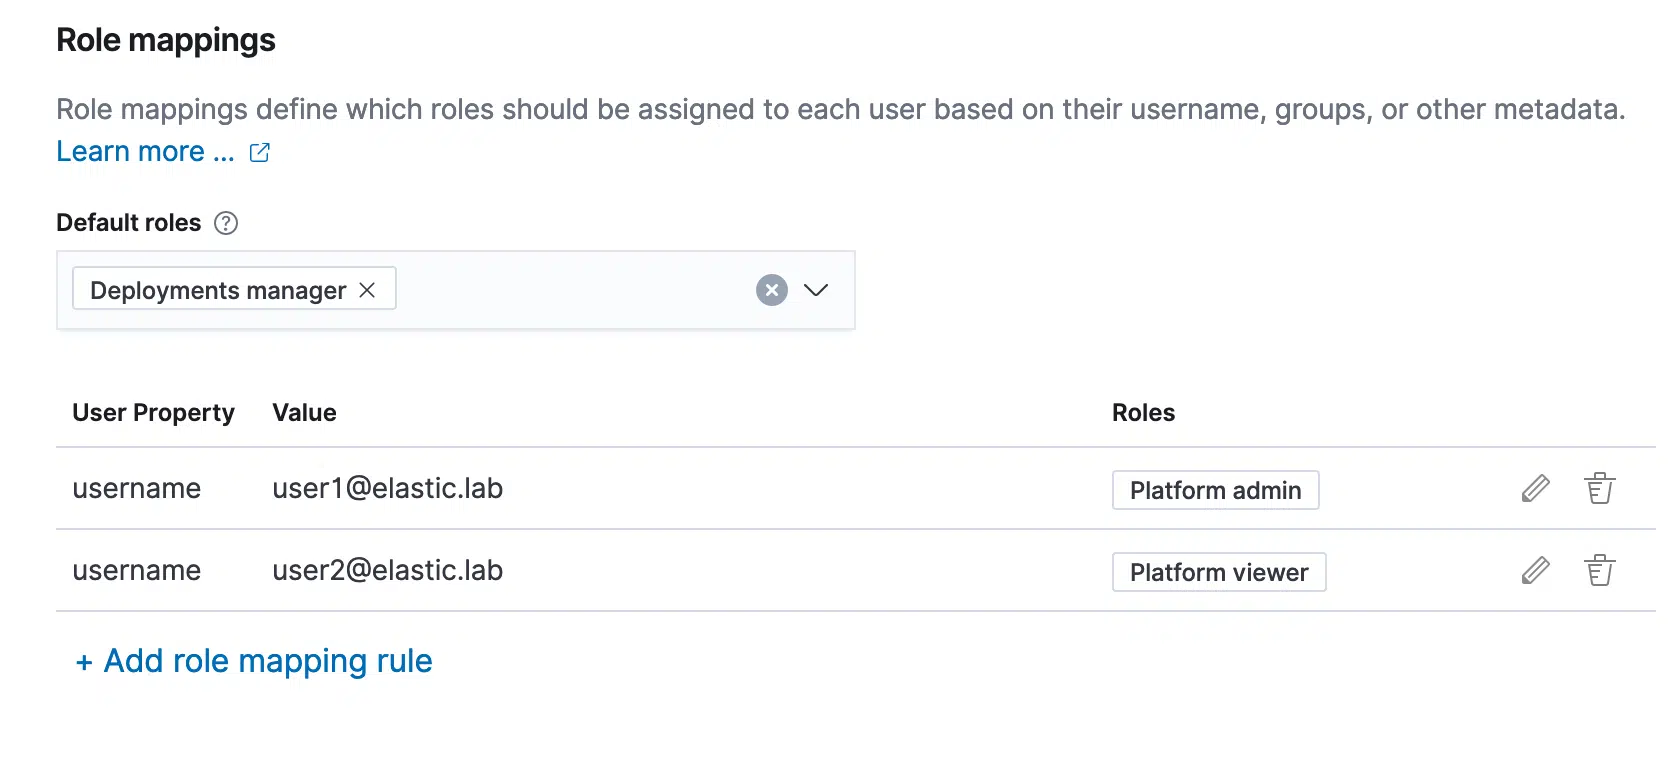 Role mappings
Role mappings define which roles should be assigned to each user based on their username, groups, or other metadata.
Learn more ...
Default roles
Deployments manager
User Property Value Roles
username user1@elastic.lab Platform admin
username user2@elastic.lab Platform viewer
+ Add role mapping rule